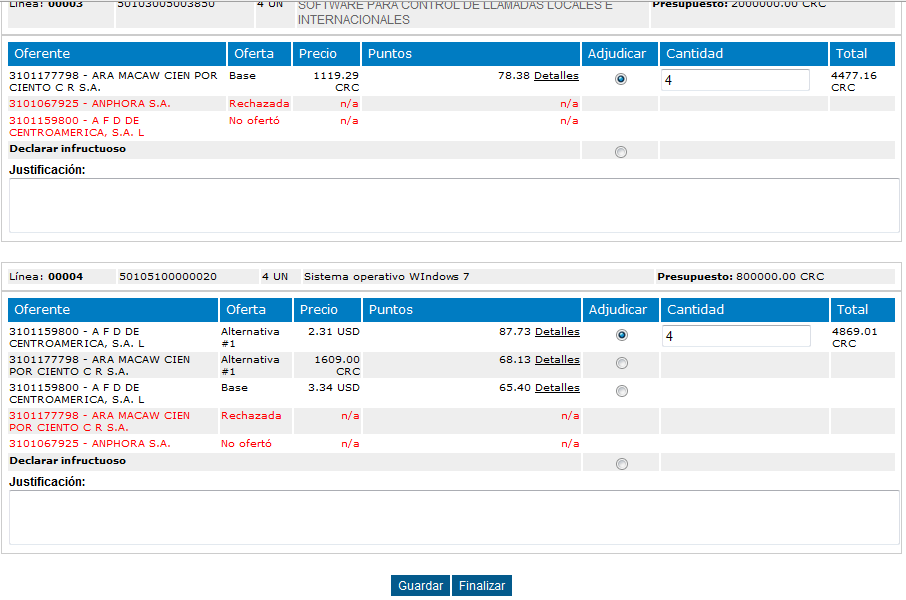 Línea: 00003 50103005003850 4 UN SOFTWARE PARA CONTROL DE LLAMADAS LOCALES E Presupuesto: 2000000.00 CRC
INTERNACIONALES
Oferente Oferta Precio Puntos Adjudicar Cantidad Total
3101177798 - ARA MACAW CIEN POR Base 1119.29 78.38 Detalles 4 4477.16
CIENTO C R S.A. CRC CRC
3101067925 - ANPHORA S.A. Rechazada n/a n/a
3101159800 - A F D DE No ofertó n/a n/a
CENTROAMERICA, S.A. L
Declarar infructuoso
Justificación:
Línea: 00004 50105100000020 4 UN Sistema operativo WIndows 7 Presupuesto: 800000.00 CRC
Oferente Oferta Precio Puntos Adjudicar Cantidad Total
3101159800 - A F D DE Alternativa 2.31 USD 87.73 Detalles 4 4869.01
CENTROAMERICA, S.A. L #1 CRC
3101177798 - ARA MACAW CIEN Alternativa 1609.00 68.13 Detalles
POR CIENTO C R S.A. #1 CRC
3101159800 - A F D DE Base 3.34 USD 65.40 Detalles
CENTROAMERICA, S.A. L
3101177798 - ARA MACAW CIEN Rechazada n/a n/a
POR CIENTO C R S.A.
3101067925 - ANPHORA S.A. No ofertó n/a n/a
Declarar infructuoso
Justificación:
Guardar Finalizar